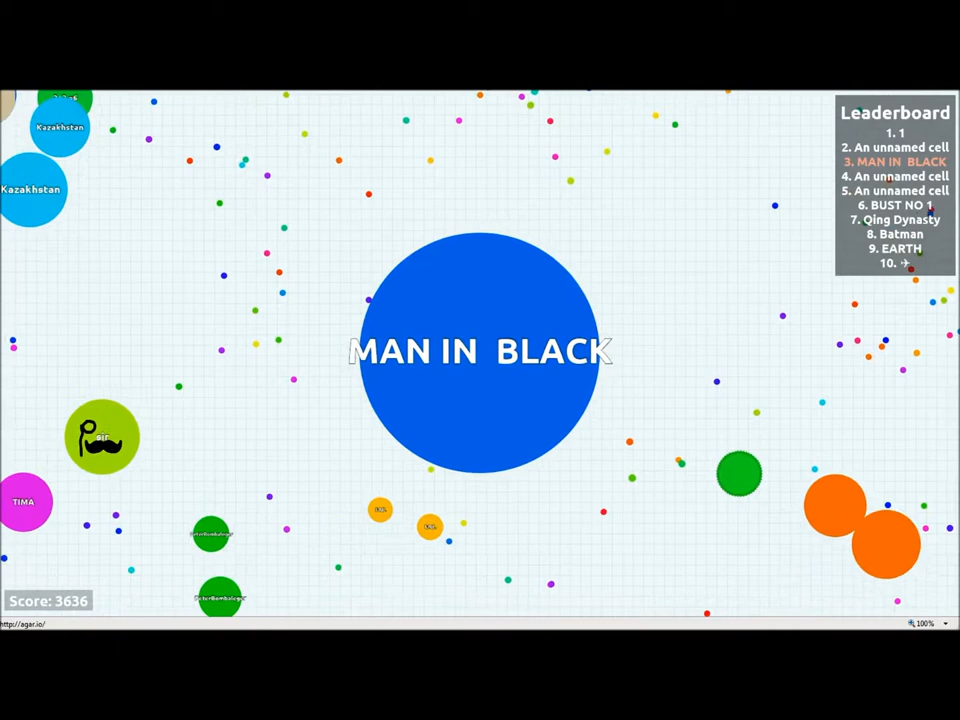 Kazakhstan
Kazakhstan
Leaderboard
1. 1
2. An unnamed cell
3. MAN IN BLACK
4. An unnamed cell
5. An unnamed cell
6. BUST NO 1
7. Qing Dynasty
8. Batman
9. EARTH
10. ✈
MAN IN BLACK
sir
TIMA
Score: 3636
http://agar.io/
100%